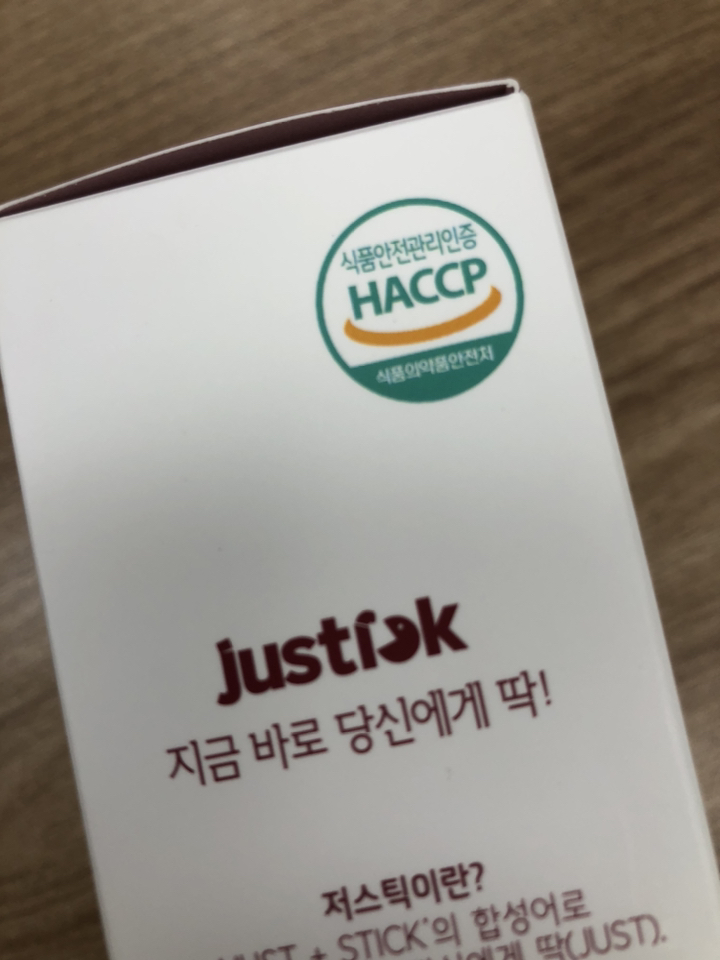 식품안전관리인증
HACCP
식품의약품안전처
justick
지금 바로 당신에게 딱!
저스틱이란?
+ STICK'의 합성어로
딱(JUST).